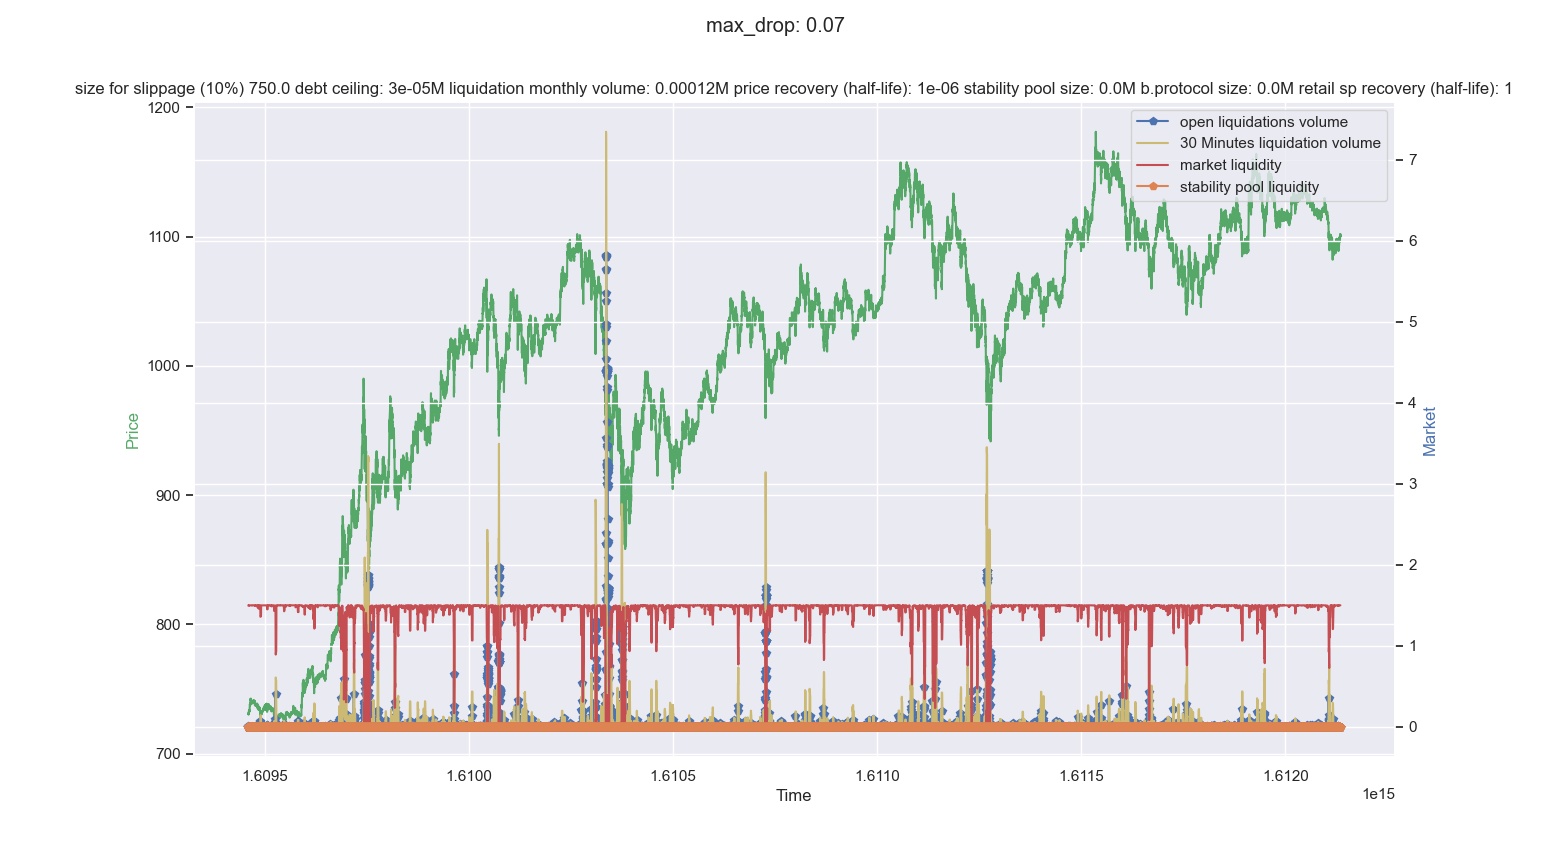 max_drop: 0.07
size for slippage (10%) 750.0 debt ceiling: 3e-05M liquidation monthly volume: 0.00012M price recovery (half-life): 1e-06 stability pool size: 0.0M b.protocol size: 0.0M retail sp recovery (half-life): 1
open liquidations volume
30 Minutes liquidation volume
market liquidity
stability pool liquidity
1200
1100
1000
900
800
700
Price
7
6
5
4
3
2
1
0
Market
1.6095 1.6100 1.6105 1.6110 1.6115 1.6120
Time
1e15